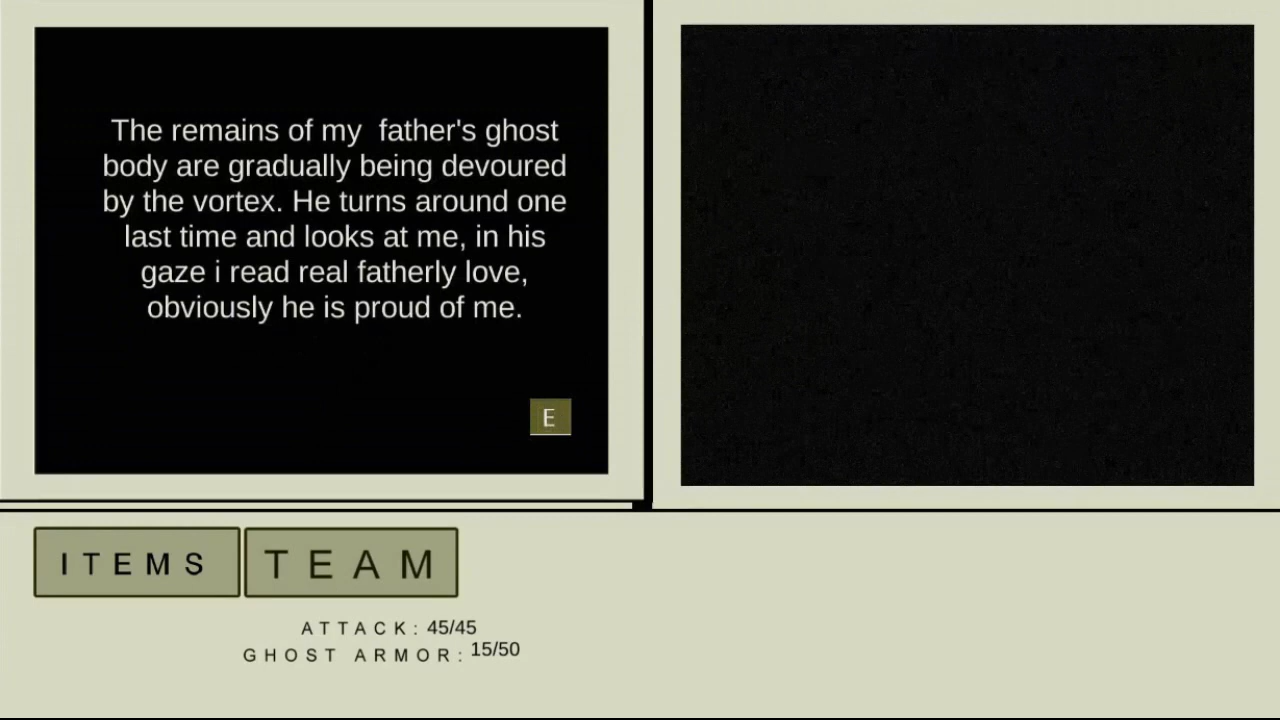 The remains of my  father's ghost
body are gradually being devoured
by the vortex. He turns around one
last time and looks at me, in his
gaze i read real fatherly love,
obviously he is proud of me.
E
ITEMS
TEAM
ATTACK: 45/45
GHOST ARMOR: 15/50